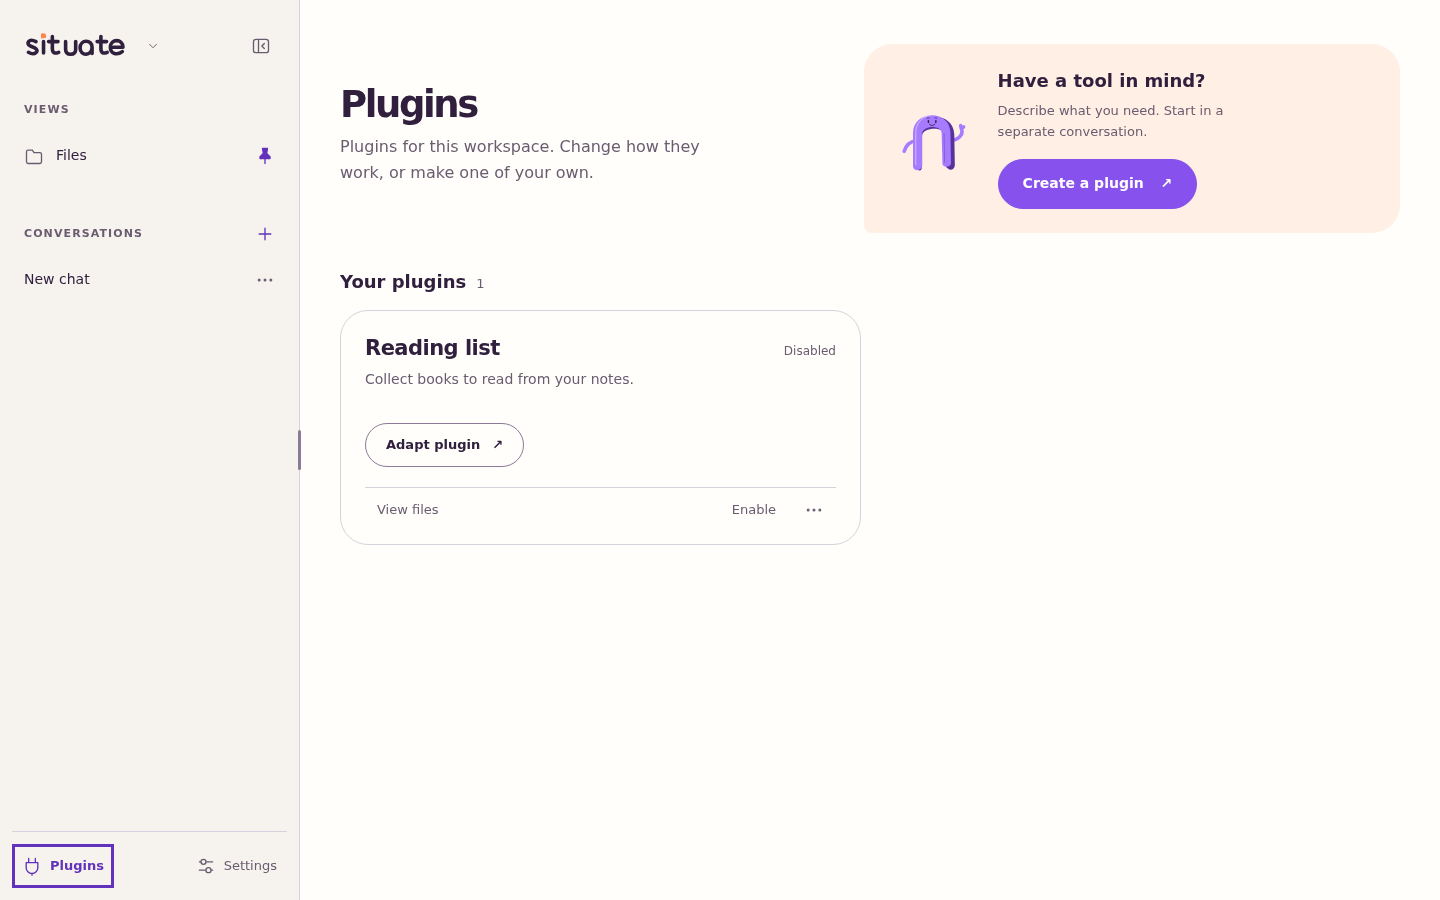 situate
VIEWS
Files
CONVERSATIONS
New chat
Plugins
Settings
Plugins
Plugins for this workspace. Change how they
work, or make one of your own.
Have a tool in mind?
Describe what you need. Start in a
separate conversation.
Create a plugin ↗
Your plugins 1
Reading list
Disabled
Collect books to read from your notes.
Adapt plugin ↗
View files
Enable